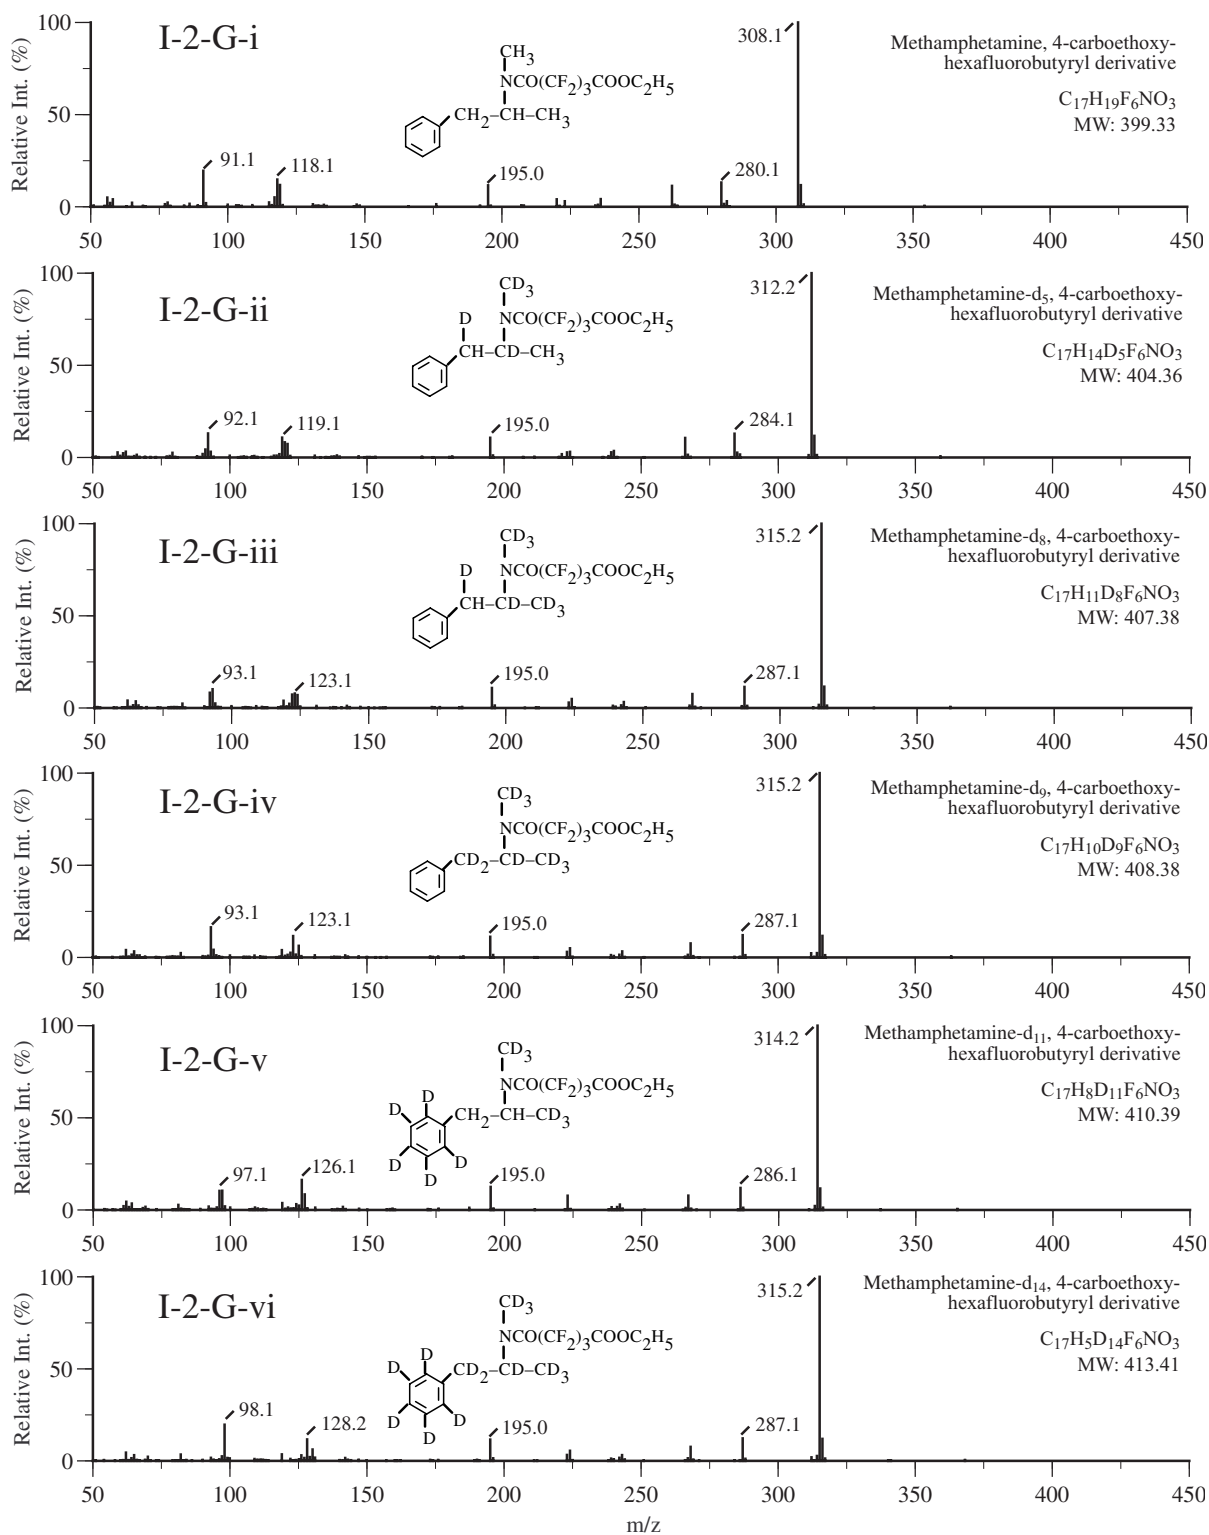 I-2-G-i
Relative Int. (%)
100
50
0
308.1
91.1
118.1
195.0
280.1
CH3
NCO(CF2)3COOC2H5
CH2–CH–CH3
Methamphetamine, 4-carboethoxy-
hexafluorobutyryl derivative
C17H19F6NO3
MW: 399.33
50 100 150 200 250 300 350 400 450
I-2-G-ii
Relative Int. (%)
100
50
0
312.2
92.1
119.1
195.0
284.1
CD3
D
NCO(CF2)3COOC2H5
CH–CD–CH3
Methamphetamine-d5, 4-carboethoxy-
hexafluorobutyryl derivative
C17H14D5F6NO3
MW: 404.36
50 100 150 200 250 300 350 400 450
I-2-G-iii
Relative Int. (%)
100
50
0
315.2
93.1
123.1
195.0
287.1
CD3
D
NCO(CF2)3COOC2H5
CH–CD–CD3
Methamphetamine-d8, 4-carboethoxy-
hexafluorobutyryl derivative
C17H11D8F6NO3
MW: 407.38
50 100 150 200 250 300 350 400 450
I-2-G-iv
Relative Int. (%)
100
50
0
315.2
93.1
123.1
195.0
287.1
CD3
NCO(CF2)3COOC2H5
CD2–CD–CD3
Methamphetamine-d9, 4-carboethoxy-
hexafluorobutyryl derivative
C17H10D9F6NO3
MW: 408.38
50 100 150 200 250 300 350 400 450
I-2-G-v
Relative Int. (%)
100
50
0
314.2
97.1
126.1
195.0
286.1
CD3
NCO(CF2)3COOC2H5
D
D
CH2–CH–CD3
D
D
D
Methamphetamine-d11, 4-carboethoxy-
hexafluorobutyryl derivative
C17H8D11F6NO3
MW: 410.39
50 100 150 200 250 300 350 400 450
I-2-G-vi
Relative Int. (%)
100
50
0
315.2
98.1
128.2
195.0
287.1
CD3
NCO(CF2)3COOC2H5
D
D
CD2–CD–CD3
D
D
D
Methamphetamine-d14, 4-carboethoxy-
hexafluorobutyryl derivative
C17H5D14F6NO3
MW: 413.41
50 100 150 200 250 300 350 400 450
m/z